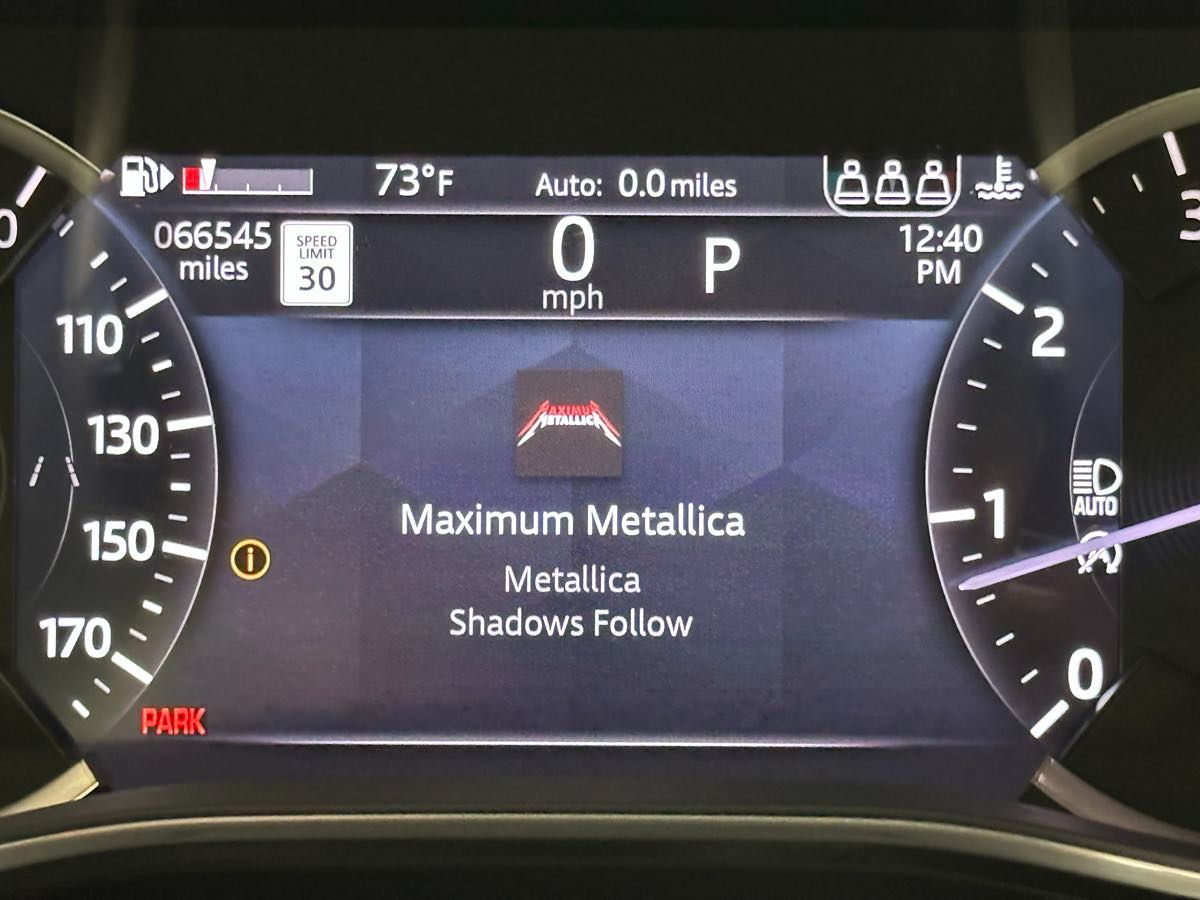 73°F
Auto: 0.0 miles
066545
miles
SPEED
LIMIT
30
0
mph
P
12:40
PM
110
130
150
170
3
2
1
0
AUTO
A
MAXIMUM
METALLICA
Maximum Metallica
Metallica
Shadows Follow
i
PARK